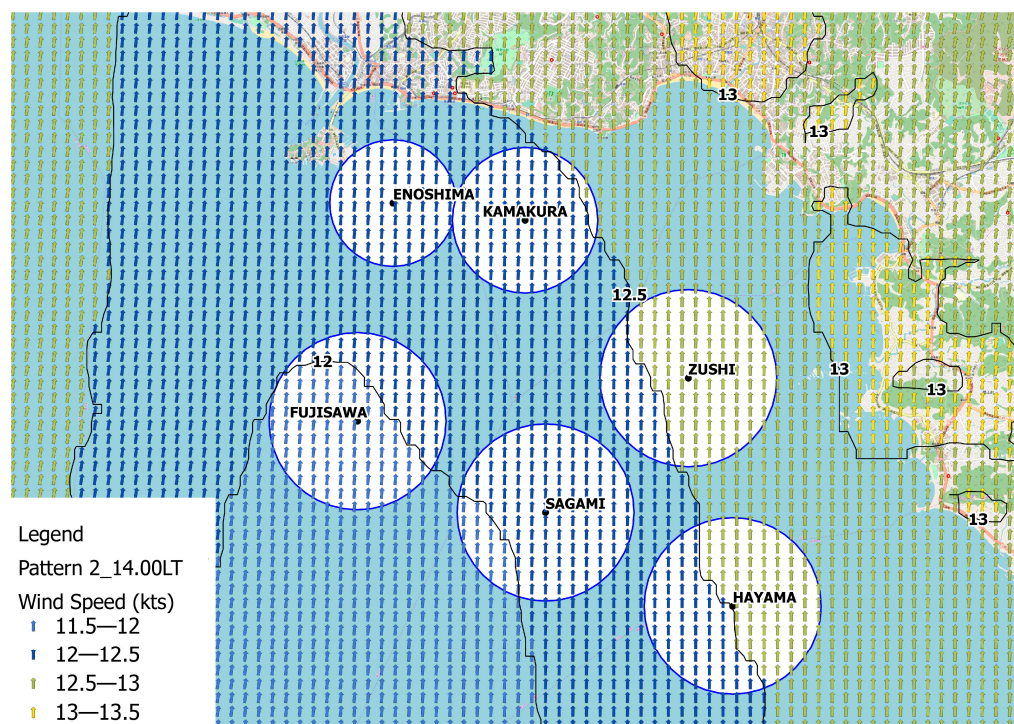 13
13
ENOSHIMA
KAMAKURA
12.5
12
ZUSHI
13
13
FUJISAWA
SAGAMI
13
HAYAMA
Legend
Pattern 2_14.00LT
Wind Speed (kts)
11.5—12
12—12.5
12.5—13
13—13.5